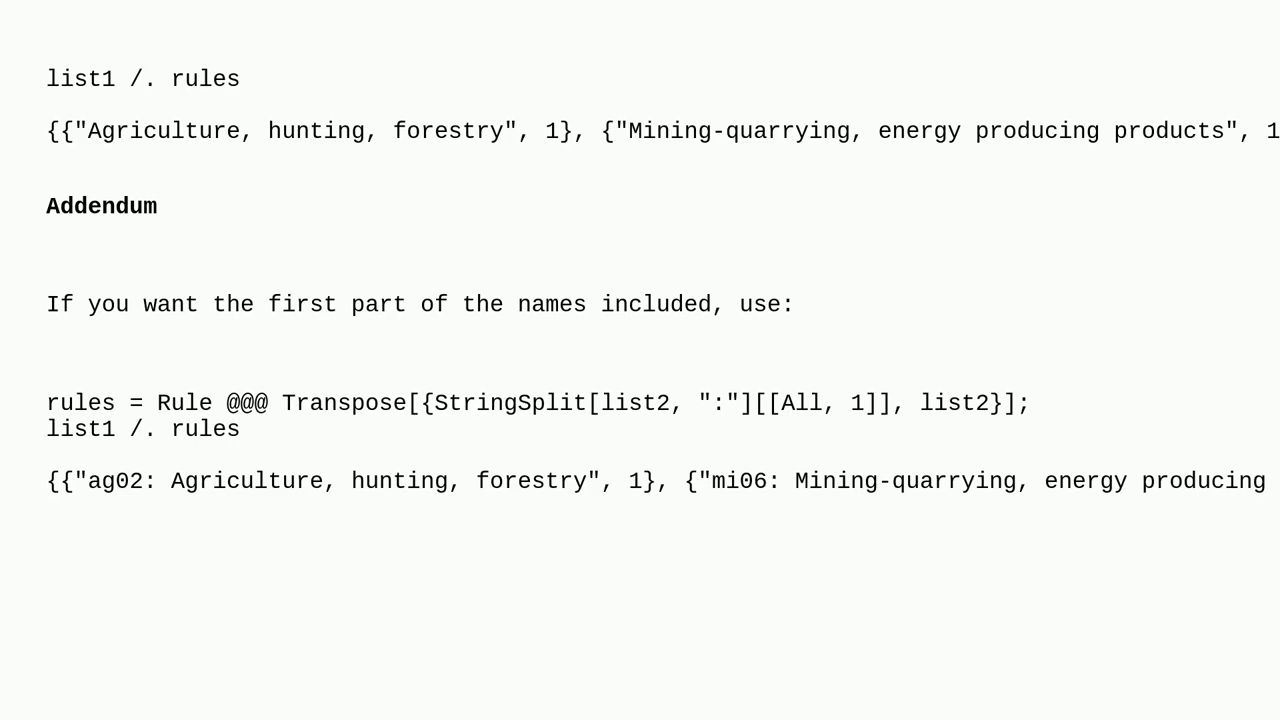 list1 /. rules
{{"Agriculture, hunting, forestry", 1}, {"Mining-quarrying, energy producing products", 1
Addendum
If you want the first part of the names included, use:
rules = Rule @@@ Transpose[{StringSplit[list2, ":"][[All, 1]], list2}];
list1 /. rules
{{"ag02: Agriculture, hunting, forestry", 1}, {"mi06: Mining-quarrying, energy producing